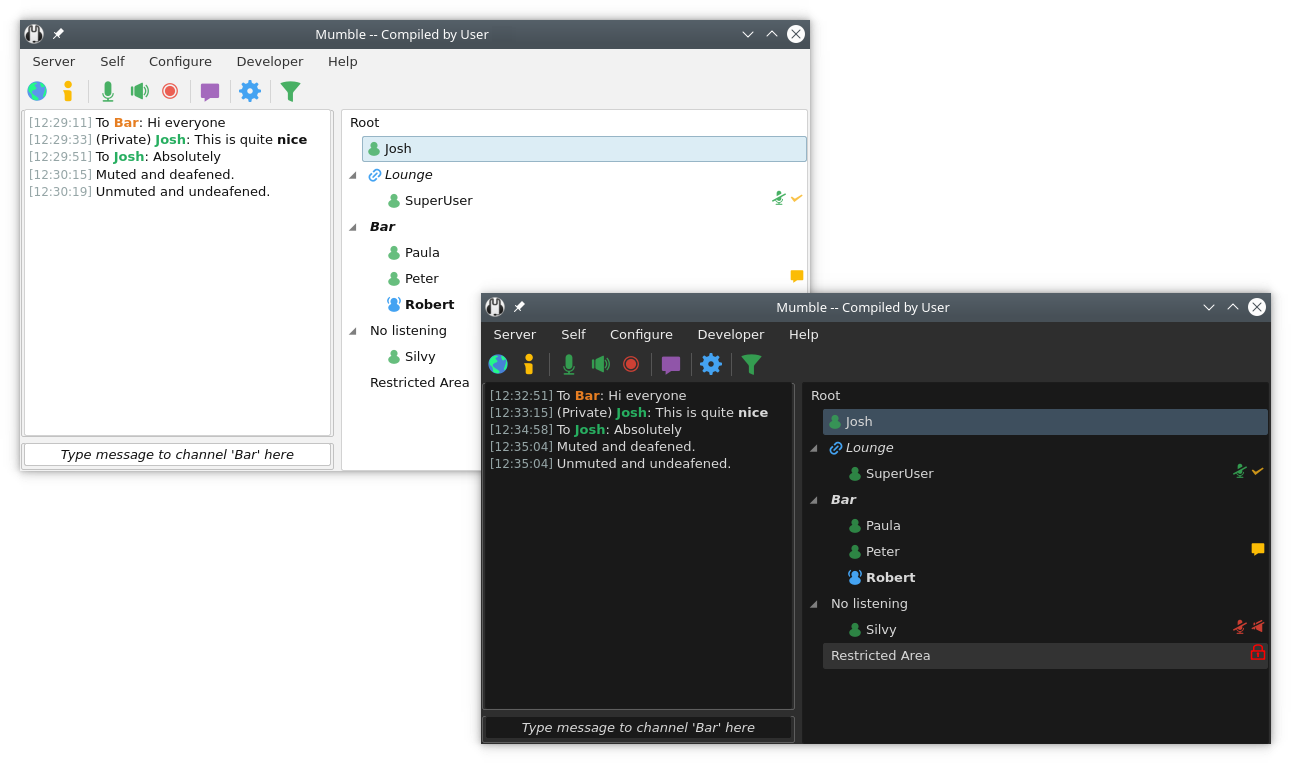 Mumble -- Compiled by User
Server Self Configure Developer Help
[12:29:11] To Bar: Hi everyone
[12:29:33] (Private) Josh: This is quite nice
[12:29:51] To Josh: Absolutely
[12:30:15] Muted and deafened.
[12:30:19] Unmuted and undeafened.
Type message to channel 'Bar' here
Root
Josh
Lounge
SuperUser
Bar
Paula
Peter
Robert
No listening
Silvy
Restricted Area
Mumble -- Compiled by User
Server Self Configure Developer Help
[12:32:51] To Bar: Hi everyone
[12:33:15] (Private) Josh: This is quite nice
[12:34:58] To Josh: Absolutely
[12:35:04] Muted and deafened.
[12:35:04] Unmuted and undeafened.
Type message to channel 'Bar' here
Root
Josh
Lounge
SuperUser
Bar
Paula
Peter
Robert
No listening
Silvy
Restricted Area